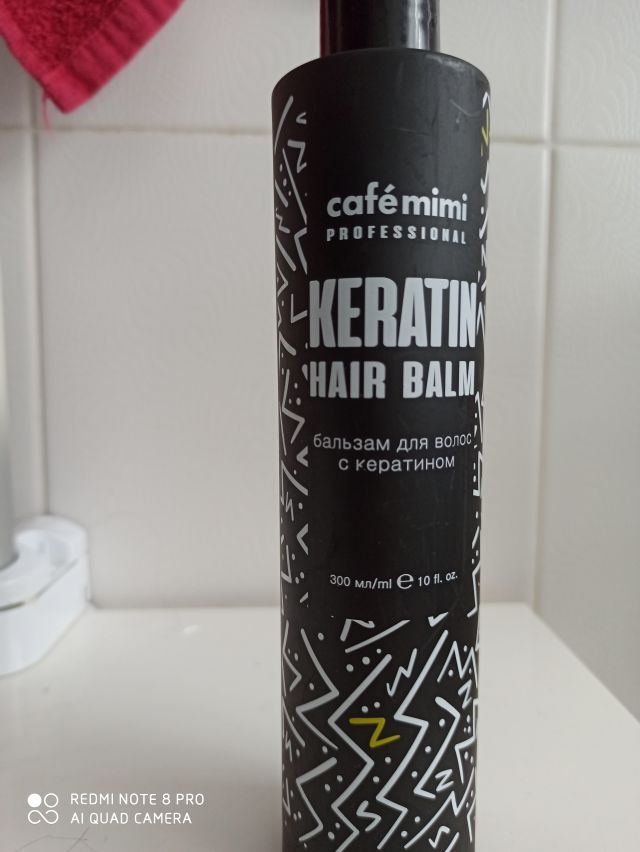 café mimi
PROFESSIONAL
KERATIN
HAIR BALM
бальзам для волос
с кератином
300 мл/ml ℮ 10 fl. oz.
REDMI NOTE 8 PRO
AI QUAD CAMERA